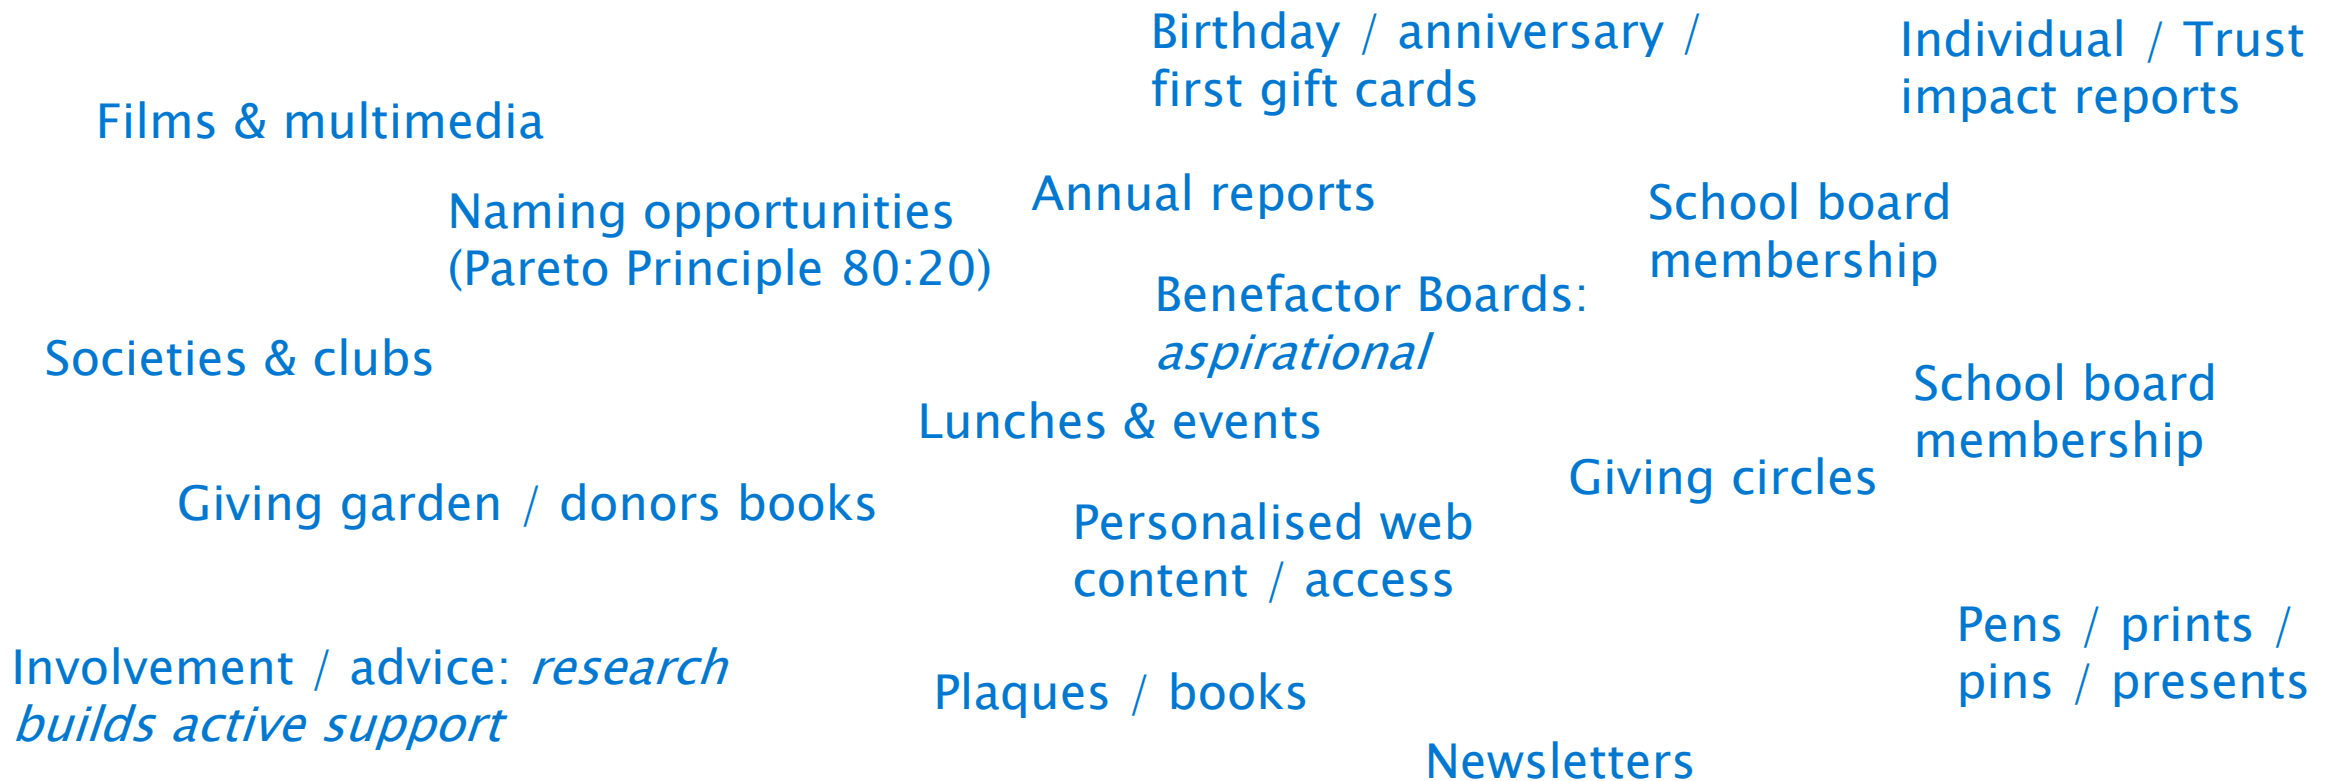 Birthday / anniversary /
first gift cards
Individual / Trust
impact reports
Films & multimedia
Naming opportunities
(Pareto Principle 80:20)
Annual reports
School board
membership
Benefactor Boards:
aspirational
Societies & clubs
School board
membership
Lunches & events
Giving circles
Giving garden / donors books
Personalised web
content / access
Pens / prints /
pins / presents
Involvement / advice: research
builds active support
Plaques / books
Newsletters